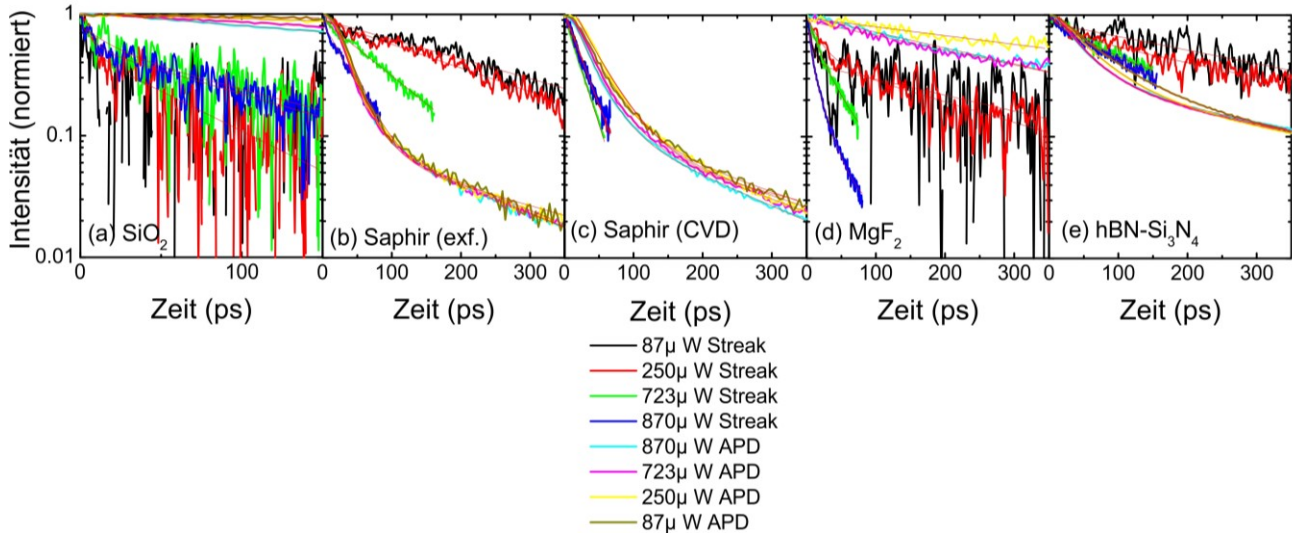 Intensität (normiert)
1
0.1
0.01
(a) SiO₂
(b) Saphir (exf.)
(c) Saphir (CVD)
(d) MgF₂
(e) hBN-Si₃N₄
0 100 0 100 200 300 0 100 200 300 0 100 200 300 0 100 200 300
Zeit (ps) Zeit (ps) Zeit (ps) Zeit (ps) Zeit (ps)
87µ W Streak
250µ W Streak
723µ W Streak
870µ W Streak
870µ W APD
723µ W APD
250µ W APD
87µ W APD